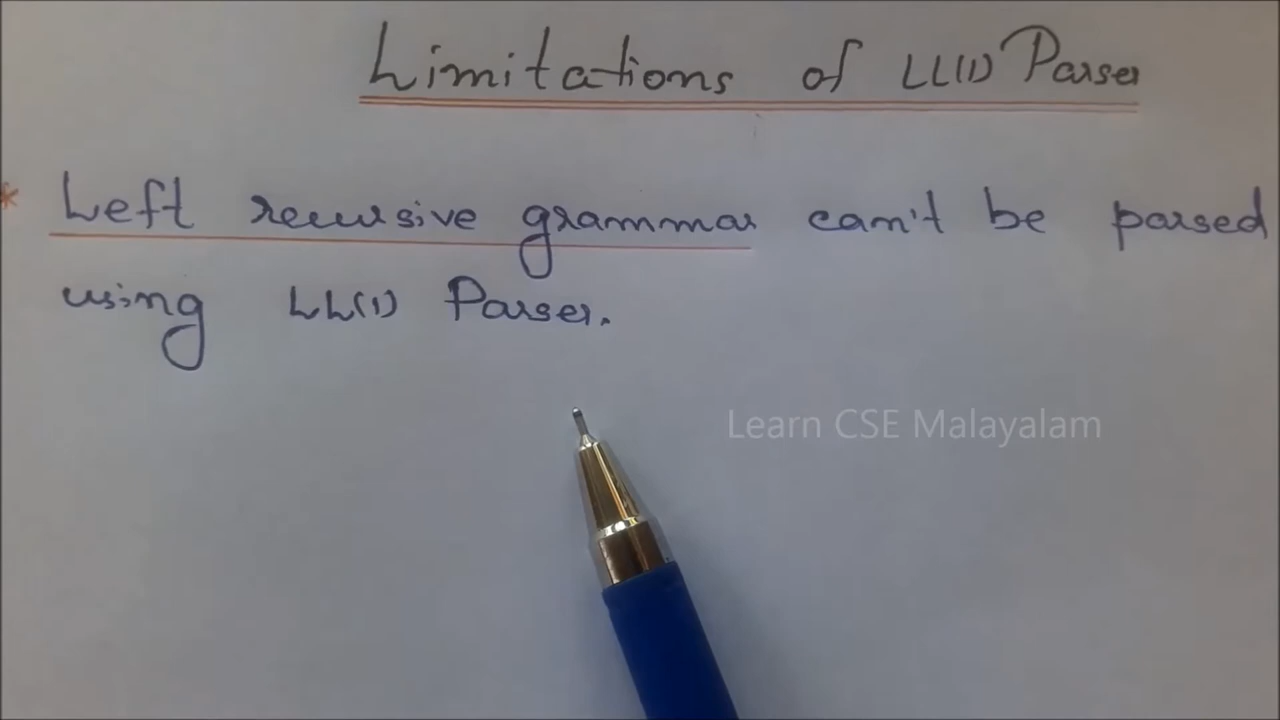 Limitations of LL(1) Parser
* Left recursive grammar can't be parsed
using LL(1) Parser.
Learn CSE Malayalam